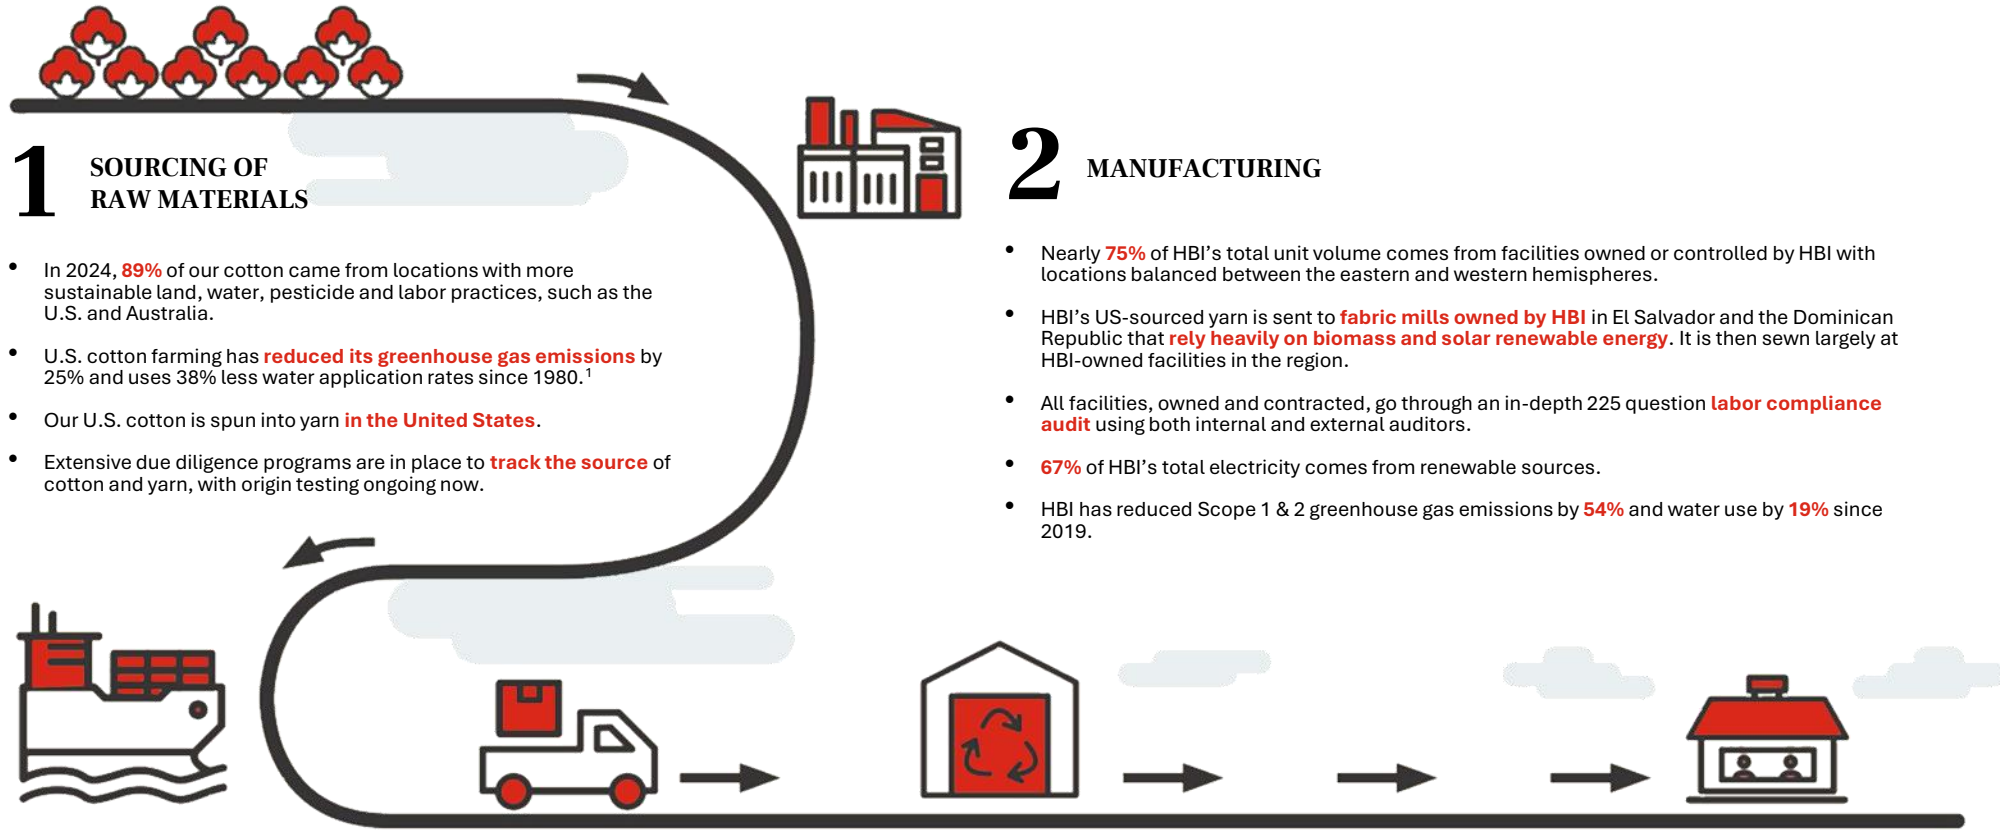 1
SOURCING OF
RAW MATERIALS
• In 2024, 89% of our cotton came from locations with more
sustainable land, water, pesticide and labor practices, such as the
U.S. and Australia.
• U.S. cotton farming has reduced its greenhouse gas emissions by
25% and uses 38% less water application rates since 1980.¹
• Our U.S. cotton is spun into yarn in the United States.
• Extensive due diligence programs are in place to track the source of
cotton and yarn, with origin testing ongoing now.
2
MANUFACTURING
• Nearly 75% of HBI’s total unit volume comes from facilities owned or controlled by HBI with
locations balanced between the eastern and western hemispheres.
• HBI’s US-sourced yarn is sent to fabric mills owned by HBI in El Salvador and the Dominican
Republic that rely heavily on biomass and solar renewable energy. It is then sewn largely at
HBI-owned facilities in the region.
• All facilities, owned and contracted, go through an in-depth 225 question labor compliance
audit using both internal and external auditors.
• 67% of HBI’s total electricity comes from renewable sources.
• HBI has reduced Scope 1 & 2 greenhouse gas emissions by 54% and water use by 19% since
2019.